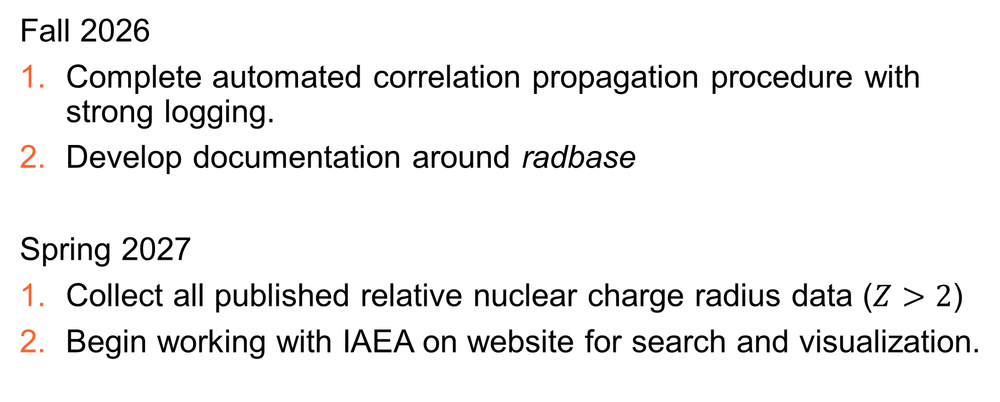 Fall 2026
1. Complete automated correlation propagation procedure with
strong logging.
2. Develop documentation around radbase
Spring 2027
1. Collect all published relative nuclear charge radius data (Z > 2)
2. Begin working with IAEA on website for search and visualization.